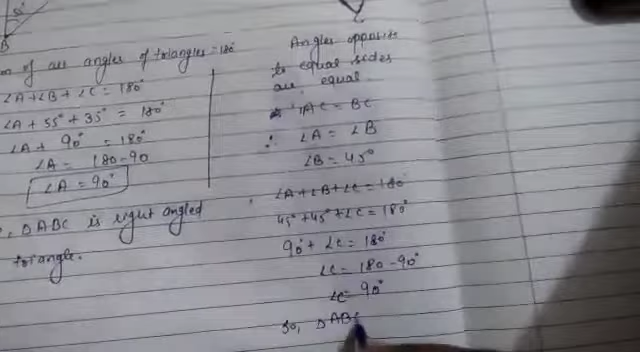 B
m of all angles of triangles = 180°
∠A+∠B+∠C = 180°
∠A + 55° + 35° = 180°
∠A + 90° = 180°
∠A = 180-90
∠A = 90°
∴ ΔABC is right angled
triangle.
Angles opposite
to equal sides
are equal
AC = BC
∴ ∠A = ∠B
∠B = 45°
∠A+∠B+∠C = 180
45°+45°+∠C = 180°
90° + ∠C = 180°
∠C = 180-90°
∠C = 90°
So, ΔABC